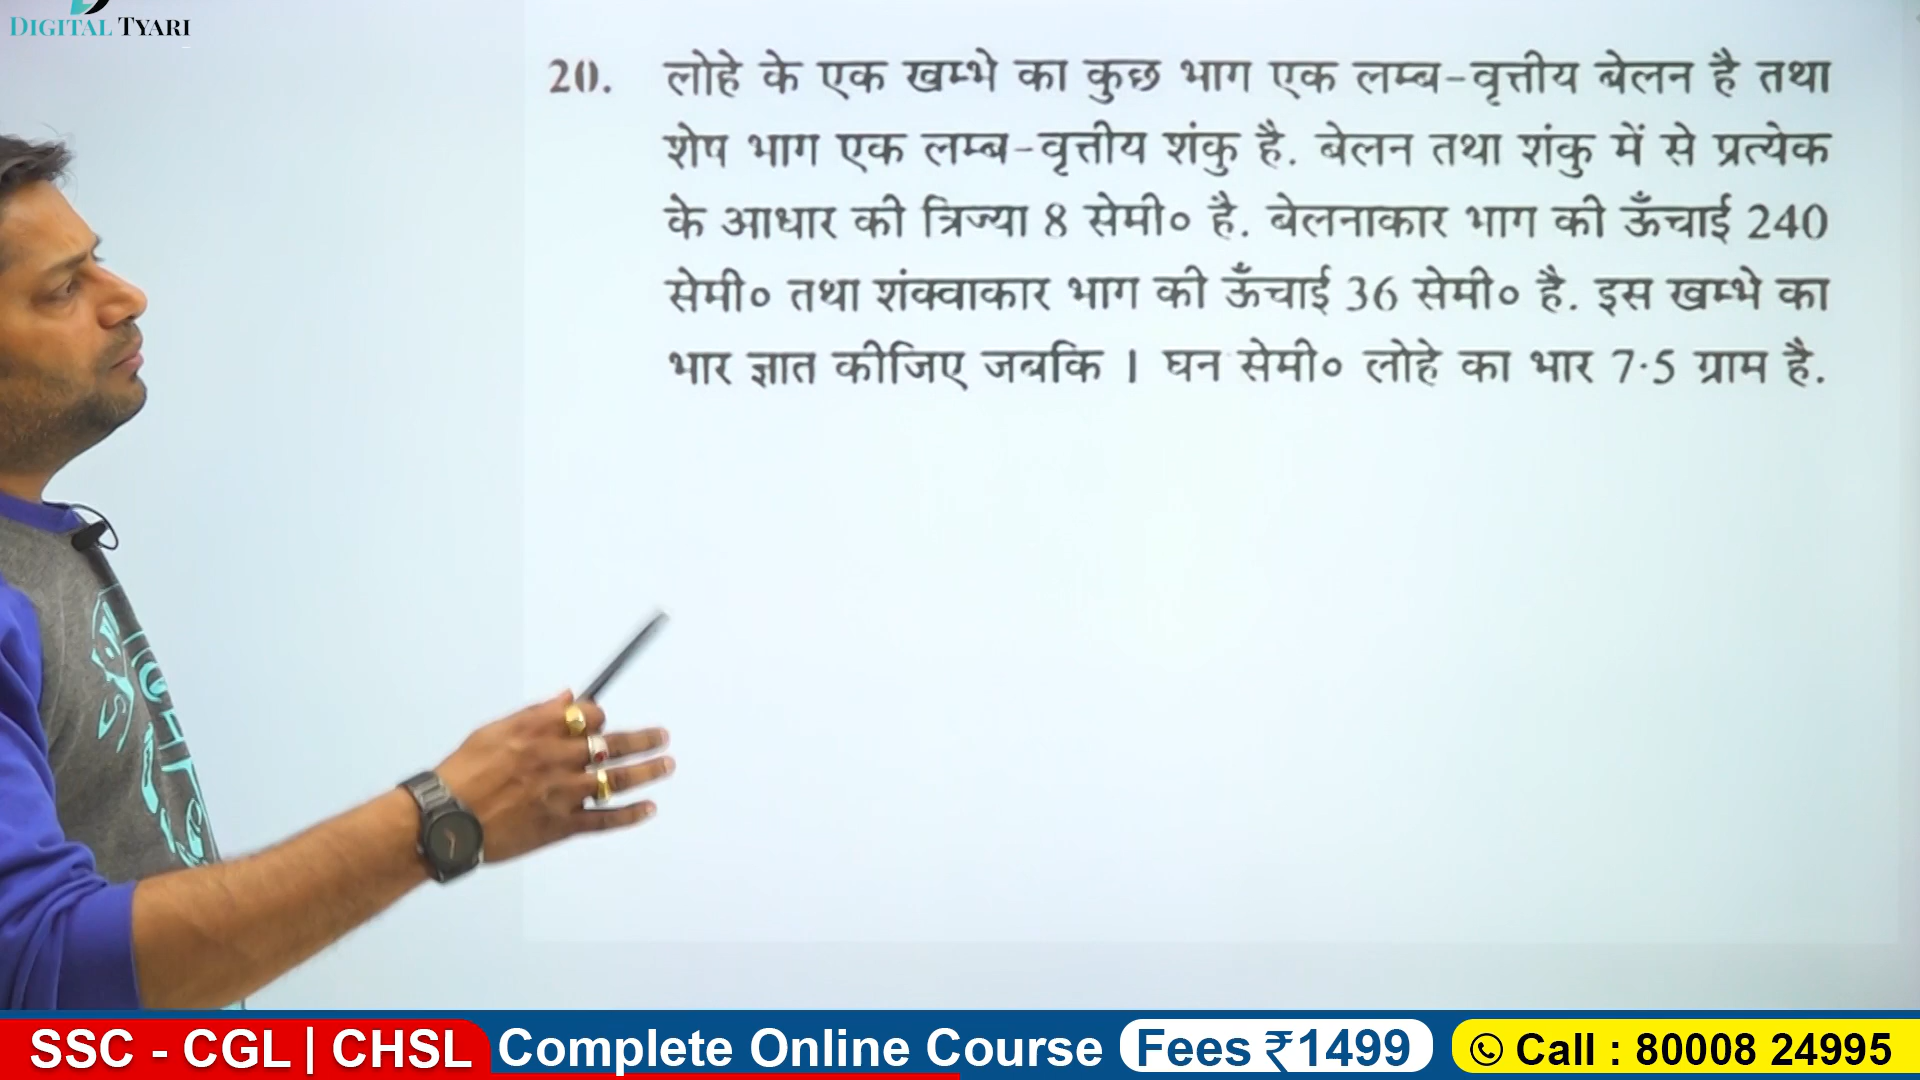 DIGITAL TYARI
20. लोहे के एक खम्भे का कुछ भाग एक लम्ब-वृत्तीय बेलन है तथा
शेष भाग एक लम्ब-वृत्तीय शंकु है. बेलन तथा शंकु में से प्रत्येक
के आधार की त्रिज्या 8 सेमी० है. बेलनाकार भाग की ऊँचाई 240
सेमी० तथा शंक्वाकार भाग की ऊँचाई 36 सेमी० है. इस खम्भे का
भार ज्ञात कीजिए जबकि 1 घन सेमी० लोहे का भार 7·5 ग्राम है.
SSC - CGL | CHSL Complete Online Course Fees ₹1499 Call : 80008 24995